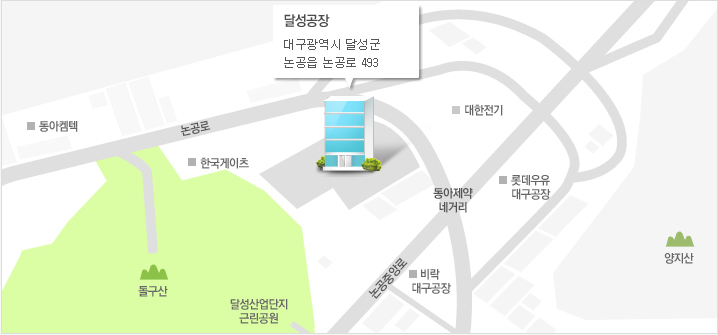 달성공장
대구광역시 달성군
논공읍 논공로 493
동아켐텍
논공로
한국게이츠
대한전기
동아제약
네거리
롯데우유
대구공장
양지산
논공중앙로
비락
대구공장
돌구산
달성산업단지
근린공원